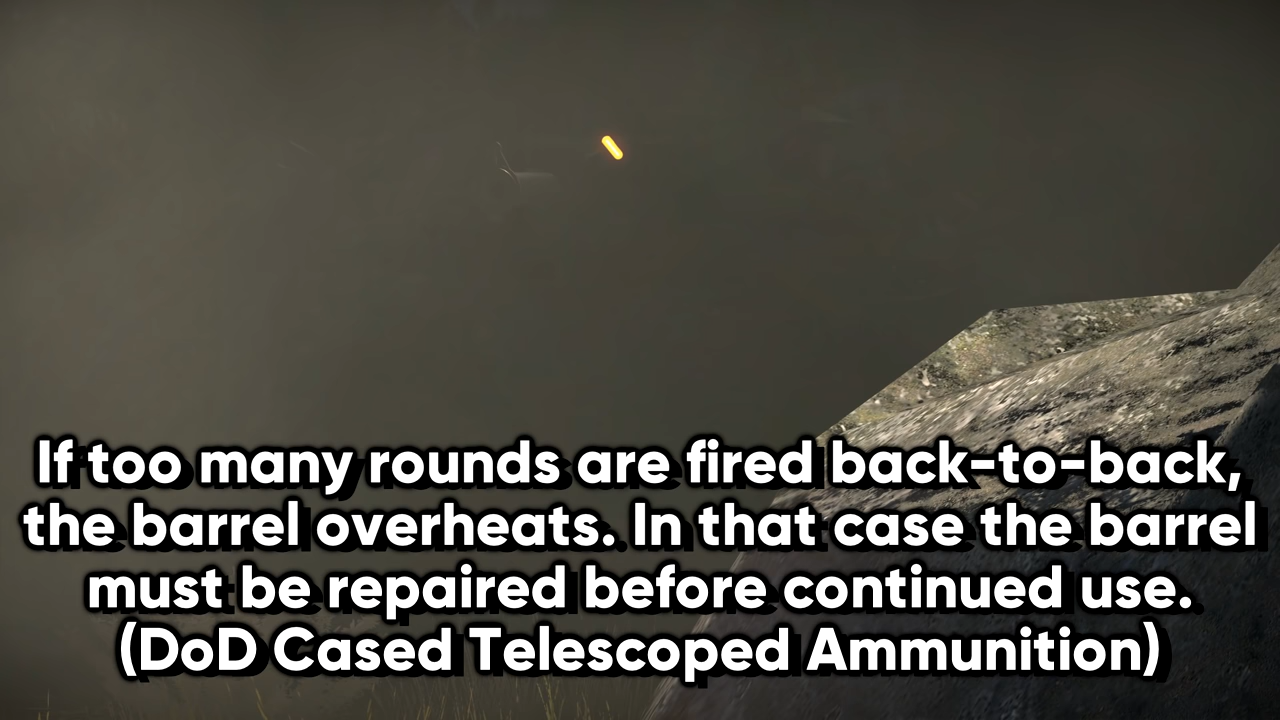 If too many rounds are fired back-to-back,
the barrel overheats. In that case the barrel
must be repaired before continued use.
(DoD Cased Telescoped Ammunition)